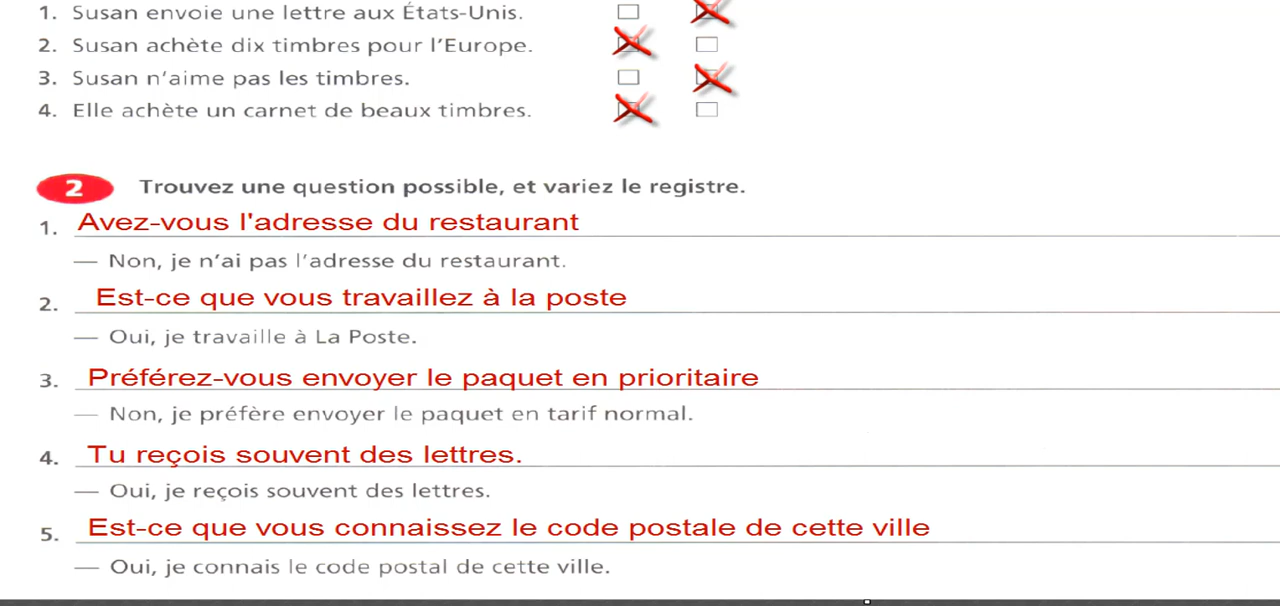 1. Susan envoie une lettre aux États-Unis.
2. Susan achète dix timbres pour l'Europe.
3. Susan n'aime pas les timbres.
4. Elle achète un carnet de beaux timbres.
2 Trouvez une question possible, et variez le registre.
1. Avez-vous l'adresse du restaurant
— Non, je n'ai pas l'adresse du restaurant.
2. Est-ce que vous travaillez à la poste
— Oui, je travaille à La Poste.
3. Préférez-vous envoyer le paquet en prioritaire
— Non, je préfère envoyer le paquet en tarif normal.
4. Tu reçois souvent des lettres.
— Oui, je reçois souvent des lettres.
5. Est-ce que vous connaissez le code postale de cette ville
— Oui, je connais le code postal de cette ville.